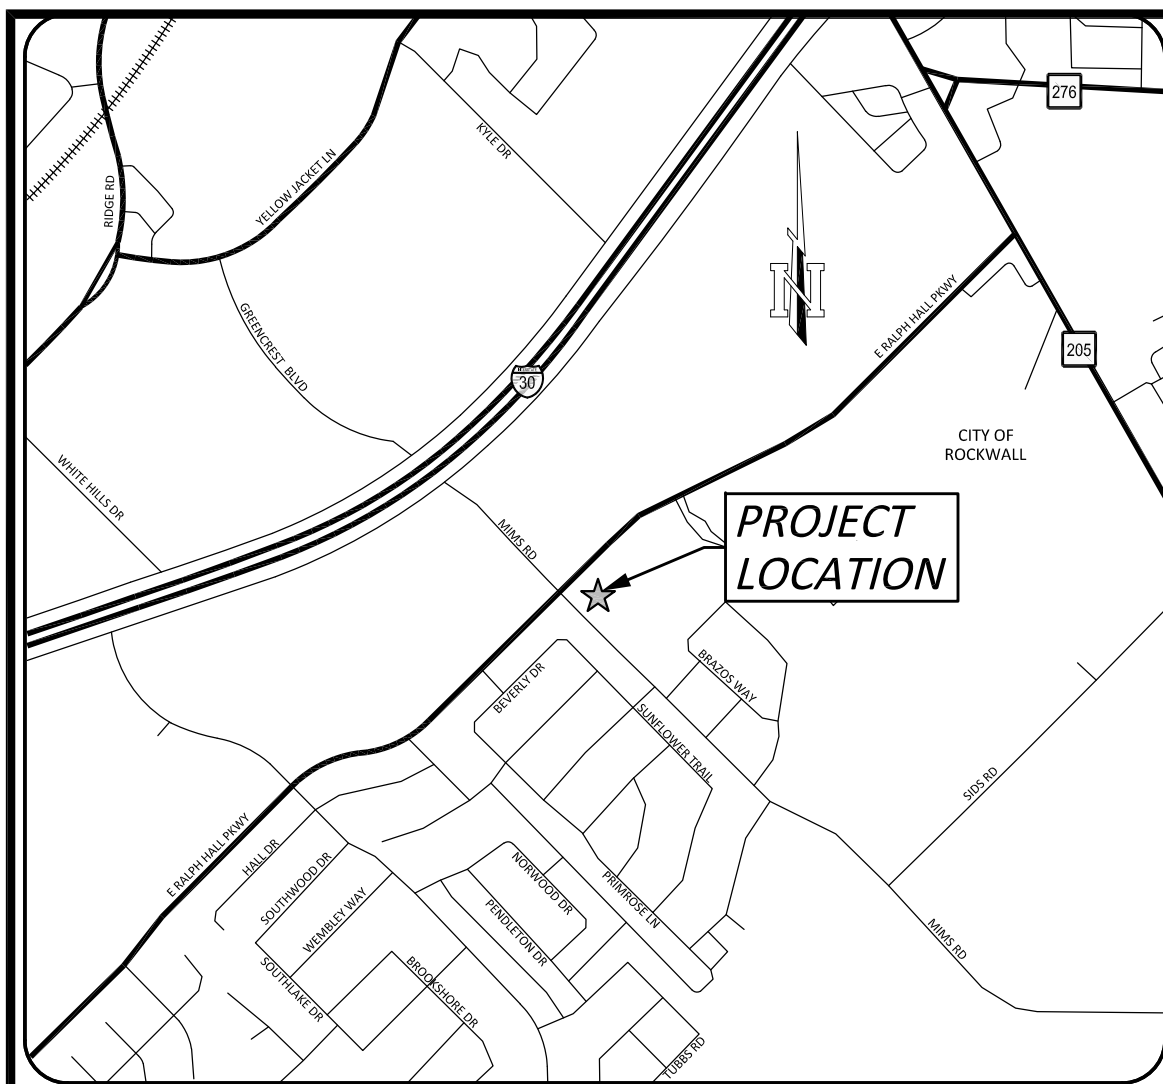 276
KYLE DR
YELLOW JACKET LN
RIDGE RD
N
E RALPH HALL PKWY
GREENCREST BLVD
205
30
CITY OF
ROCKWALL
WHITE HILLS DR
MIMS RD
PROJECT
LOCATION
BRAZOS WAY
BEVERLY DR
SUNFLOWER TRAIL
SIDS RD
E RALPH HALL PKWY
HALL DR
SOUTHWOOD DR
WEMBLEY WAY
NORWOOD DR
PRIMROSE LN
PENDLETON DR
MIMS RD
SOUTHLAKE DR
BROOKSHORE DR
TUBBS RD